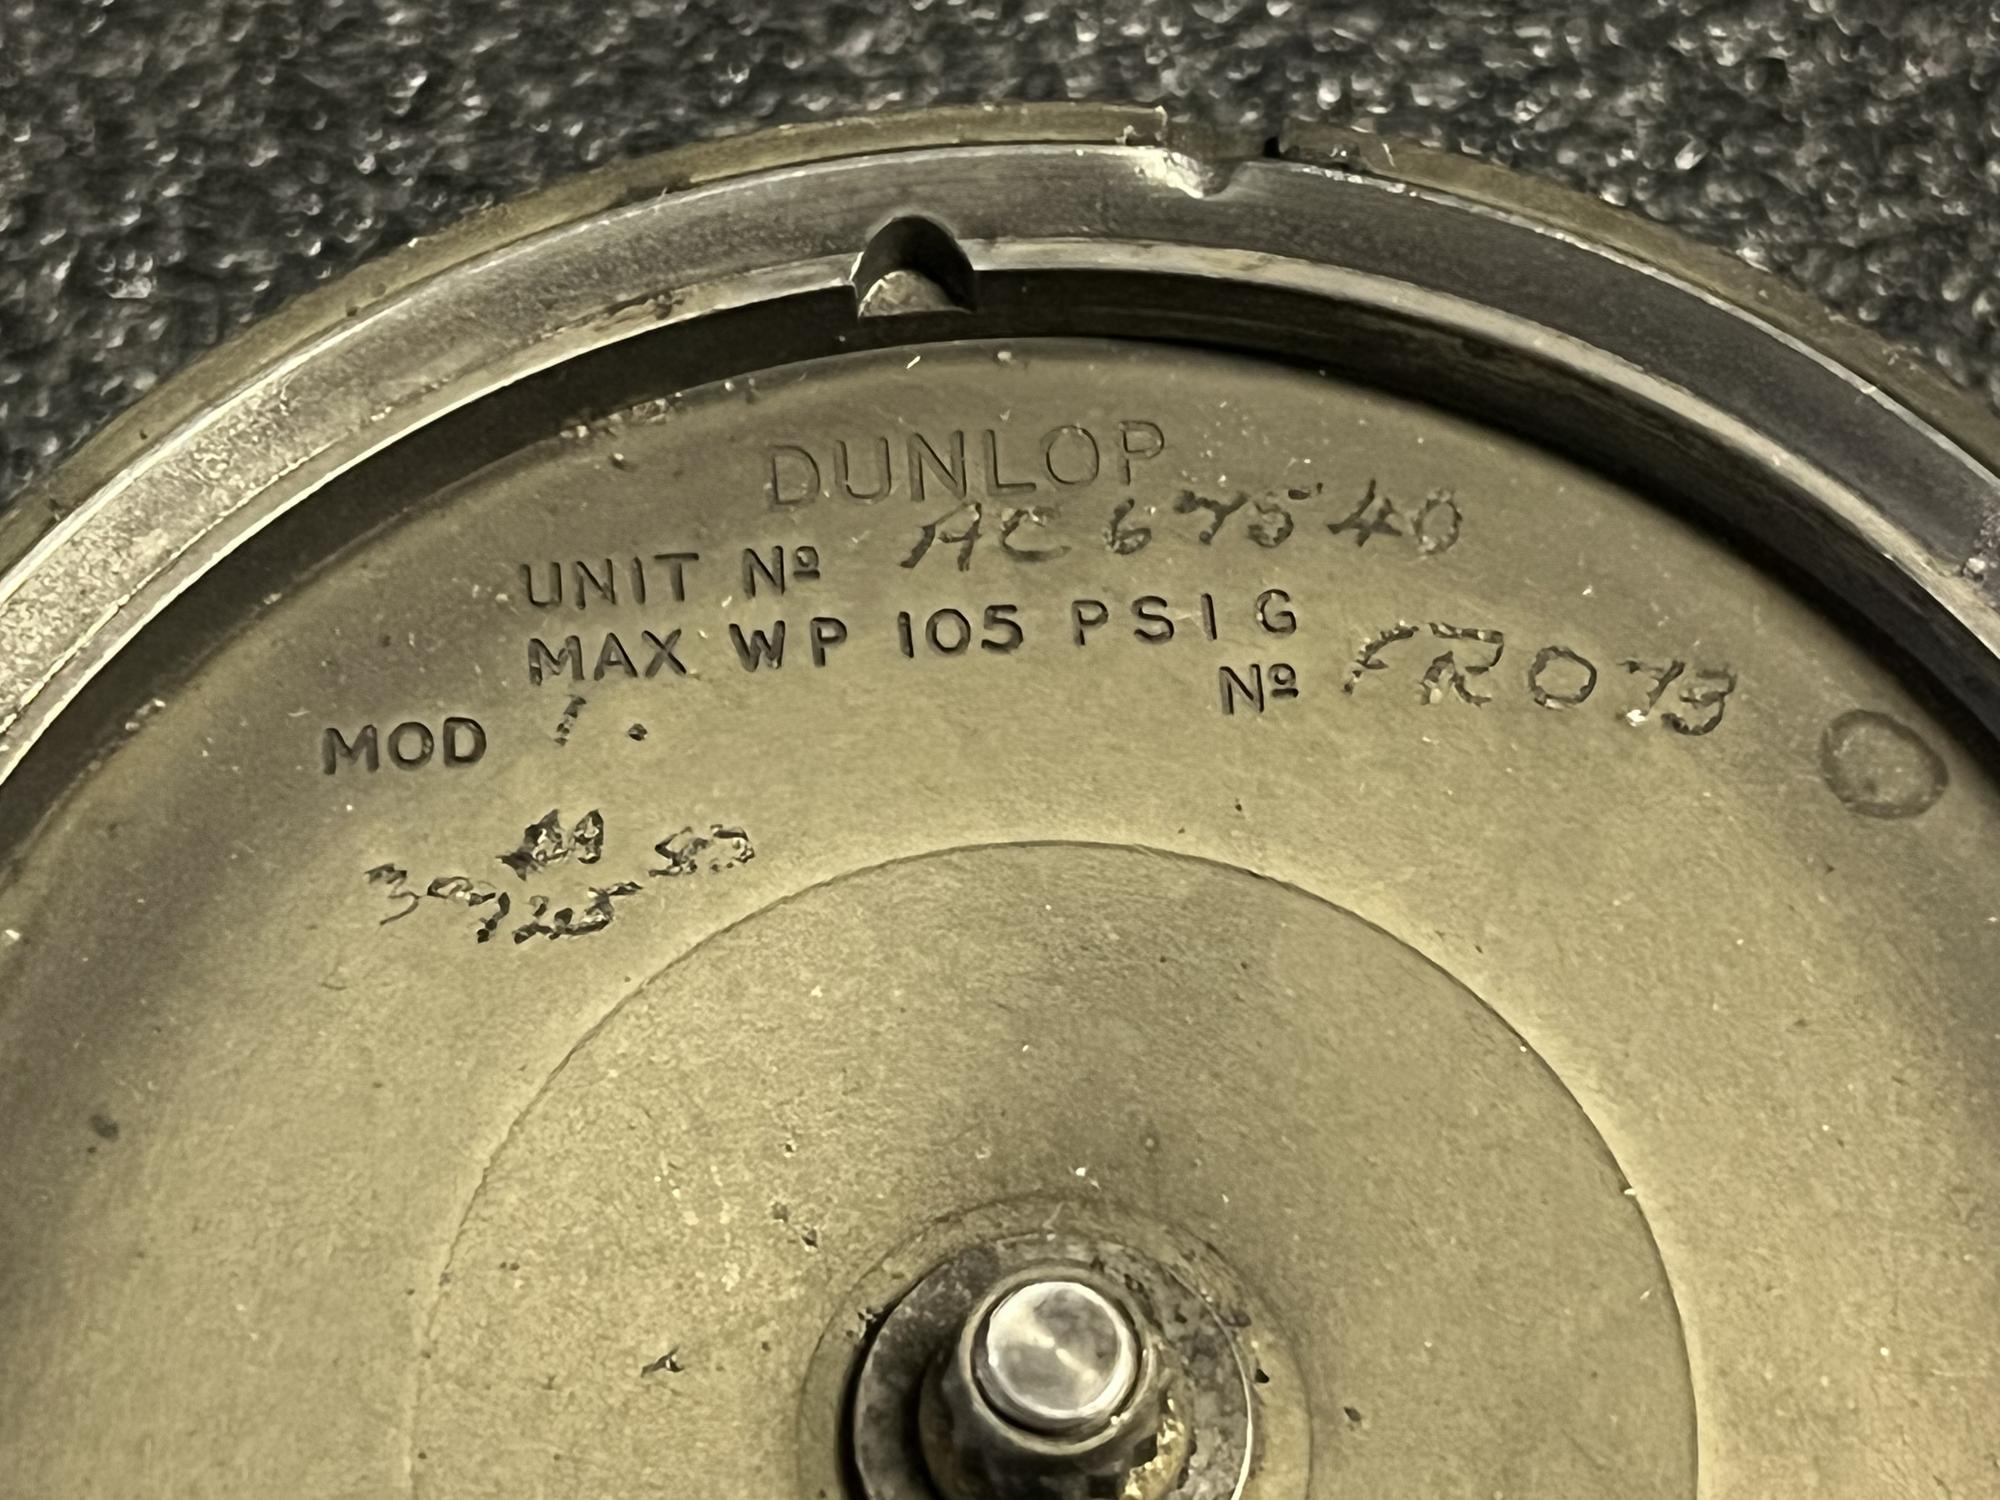 DUNLOP
UNIT Nº AC 67540
MAX WP 105 PSIG
Nº FR073
MOD 1.